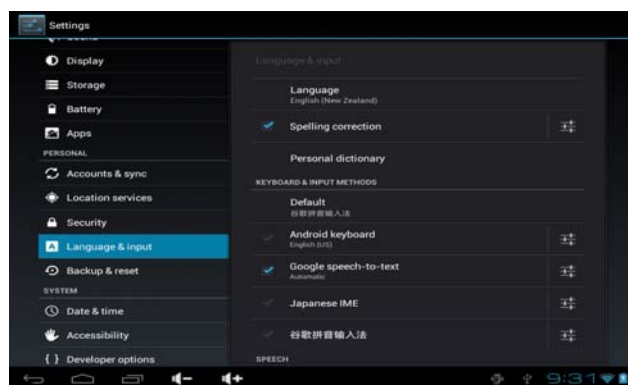 Settings
Display
Storage
Battery
Apps
PERSONAL
Accounts & sync
Location services
Security
A Language & input
Backup & reset
SYSTEM
Date & time
Accessibility
{ } Developer options
Language & input
Language
English (New Zealand)
Spelling correction
Personal dictionary
KEYBOARD & INPUT METHODS
Default
谷歌拼音输入法
Android keyboard
English (US)
Google speech-to-text
Automatic
Japanese IME
谷歌拼音输入法
SPEECH
9:31